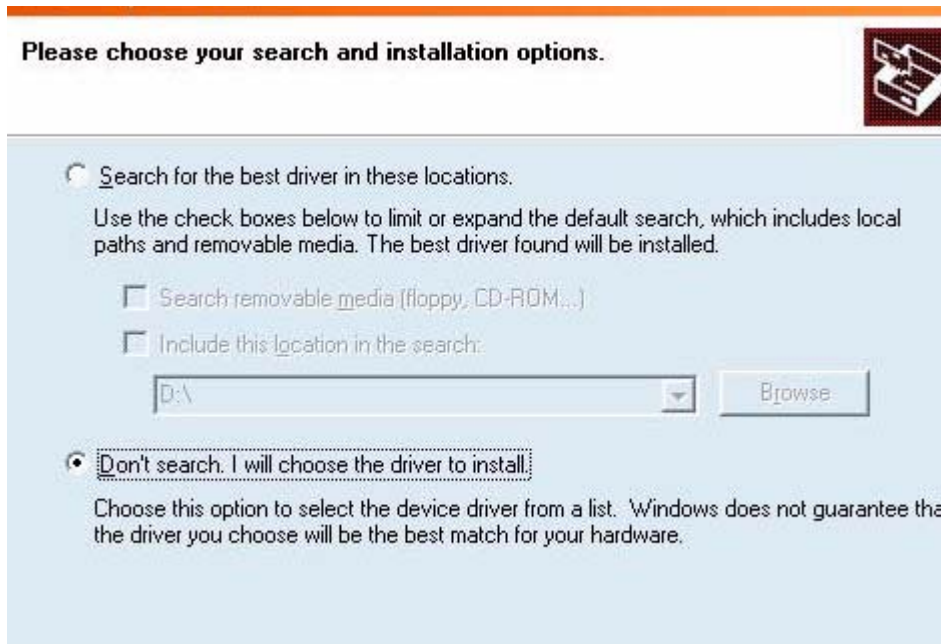 Please choose your search and installation options.
Search for the best driver in these locations.
Use the check boxes below to limit or expand the default search, which includes local
paths and removable media. The best driver found will be installed.
Search removable media (floppy, CD-ROM...)
Include this location in the search:
D:\
Browse
Don't search. I will choose the driver to install.
Choose this option to select the device driver from a list. Windows does not guarantee tha
the driver you choose will be the best match for your hardware.